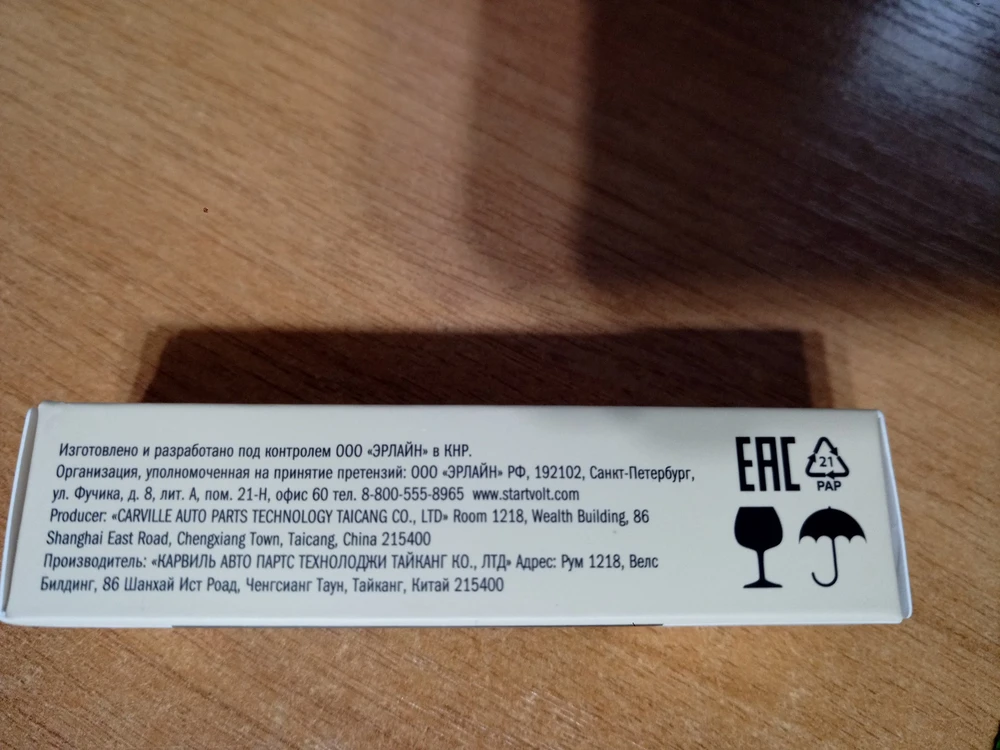 Изготовлено и разработано под контролем ООО «ЭРЛАЙН» в КНР.
Организация, уполномоченная на принятие претензий: ООО «ЭРЛАЙН» РФ, 192102, Санкт-Петербург,
ул. Фучика, д. 8, лит. А, пом. 21-Н, офис 60 тел. 8-800-555-8965 www.startvolt.com
Producer: «CARVILLE AUTO PARTS TECHNOLOGY TAICANG CO., LTD» Room 1218, Wealth Building, 86
Shanghai East Road, Chengxiang Town, Taicang, China 215400
Производитель: «КАРВИЛЬ АВТО ПАРТС ТЕХНОЛОДЖИ ТАЙКАНГ КО., ЛТД» Адрес: Рум 1218, Велс
Билдинг, 86 Шанхай Ист Роад, Ченгсианг Таун, Тайканг, Китай 215400
EAC
21
PAP